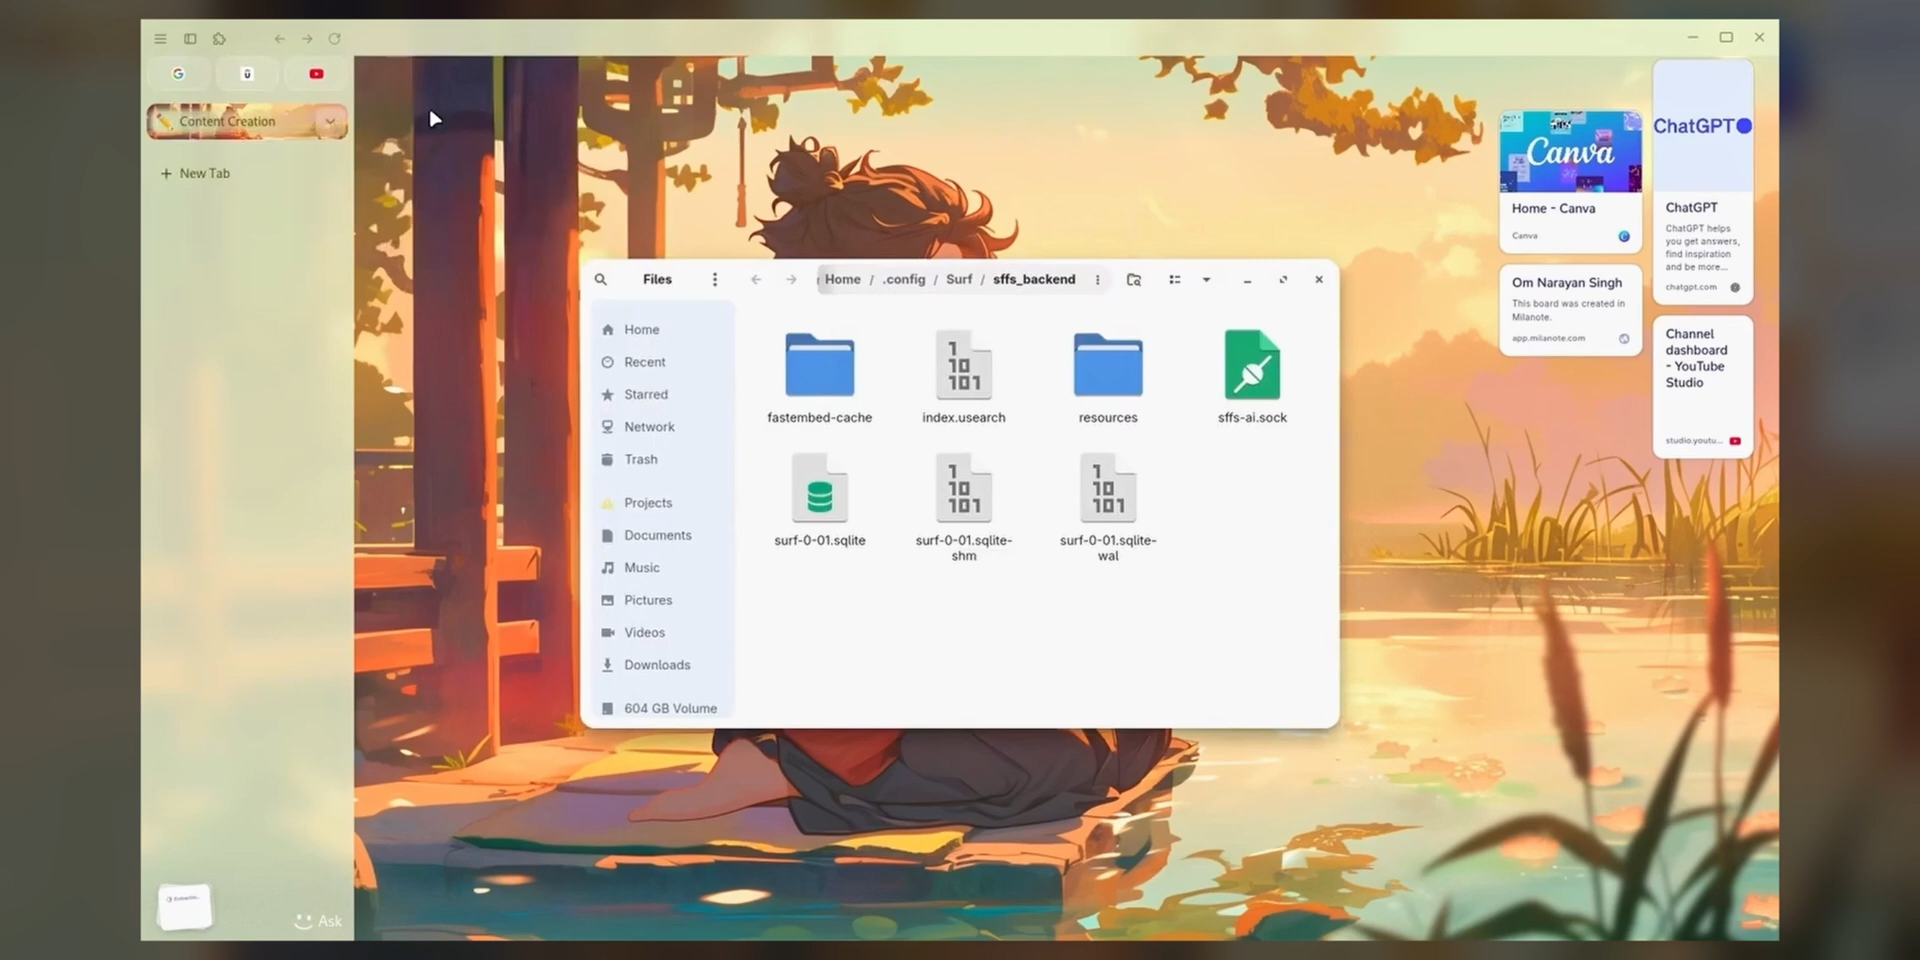 Content Creation
New Tab
Ask
Canva
Home - Canva
Canva
Om Narayan Singh
This board was created in
Milanote.
app.milanote.com
ChatGPT
ChatGPT
ChatGPT helps
you get answers,
find inspiration
and be more...
chatgpt.com
Channel
dashboard
- YouTube
Studio
studio.youtu...
Files
Home / .config / Surf / sffs_backend
Home
Recent
Starred
Network
Trash
Projects
Documents
Music
Pictures
Videos
Downloads
604 GB Volume
fastembed-cache
index.usearch
resources
sffs-ai.sock
surf-0-01.sqlite
surf-0-01.sqlite-
shm
surf-0-01.sqlite-
wal